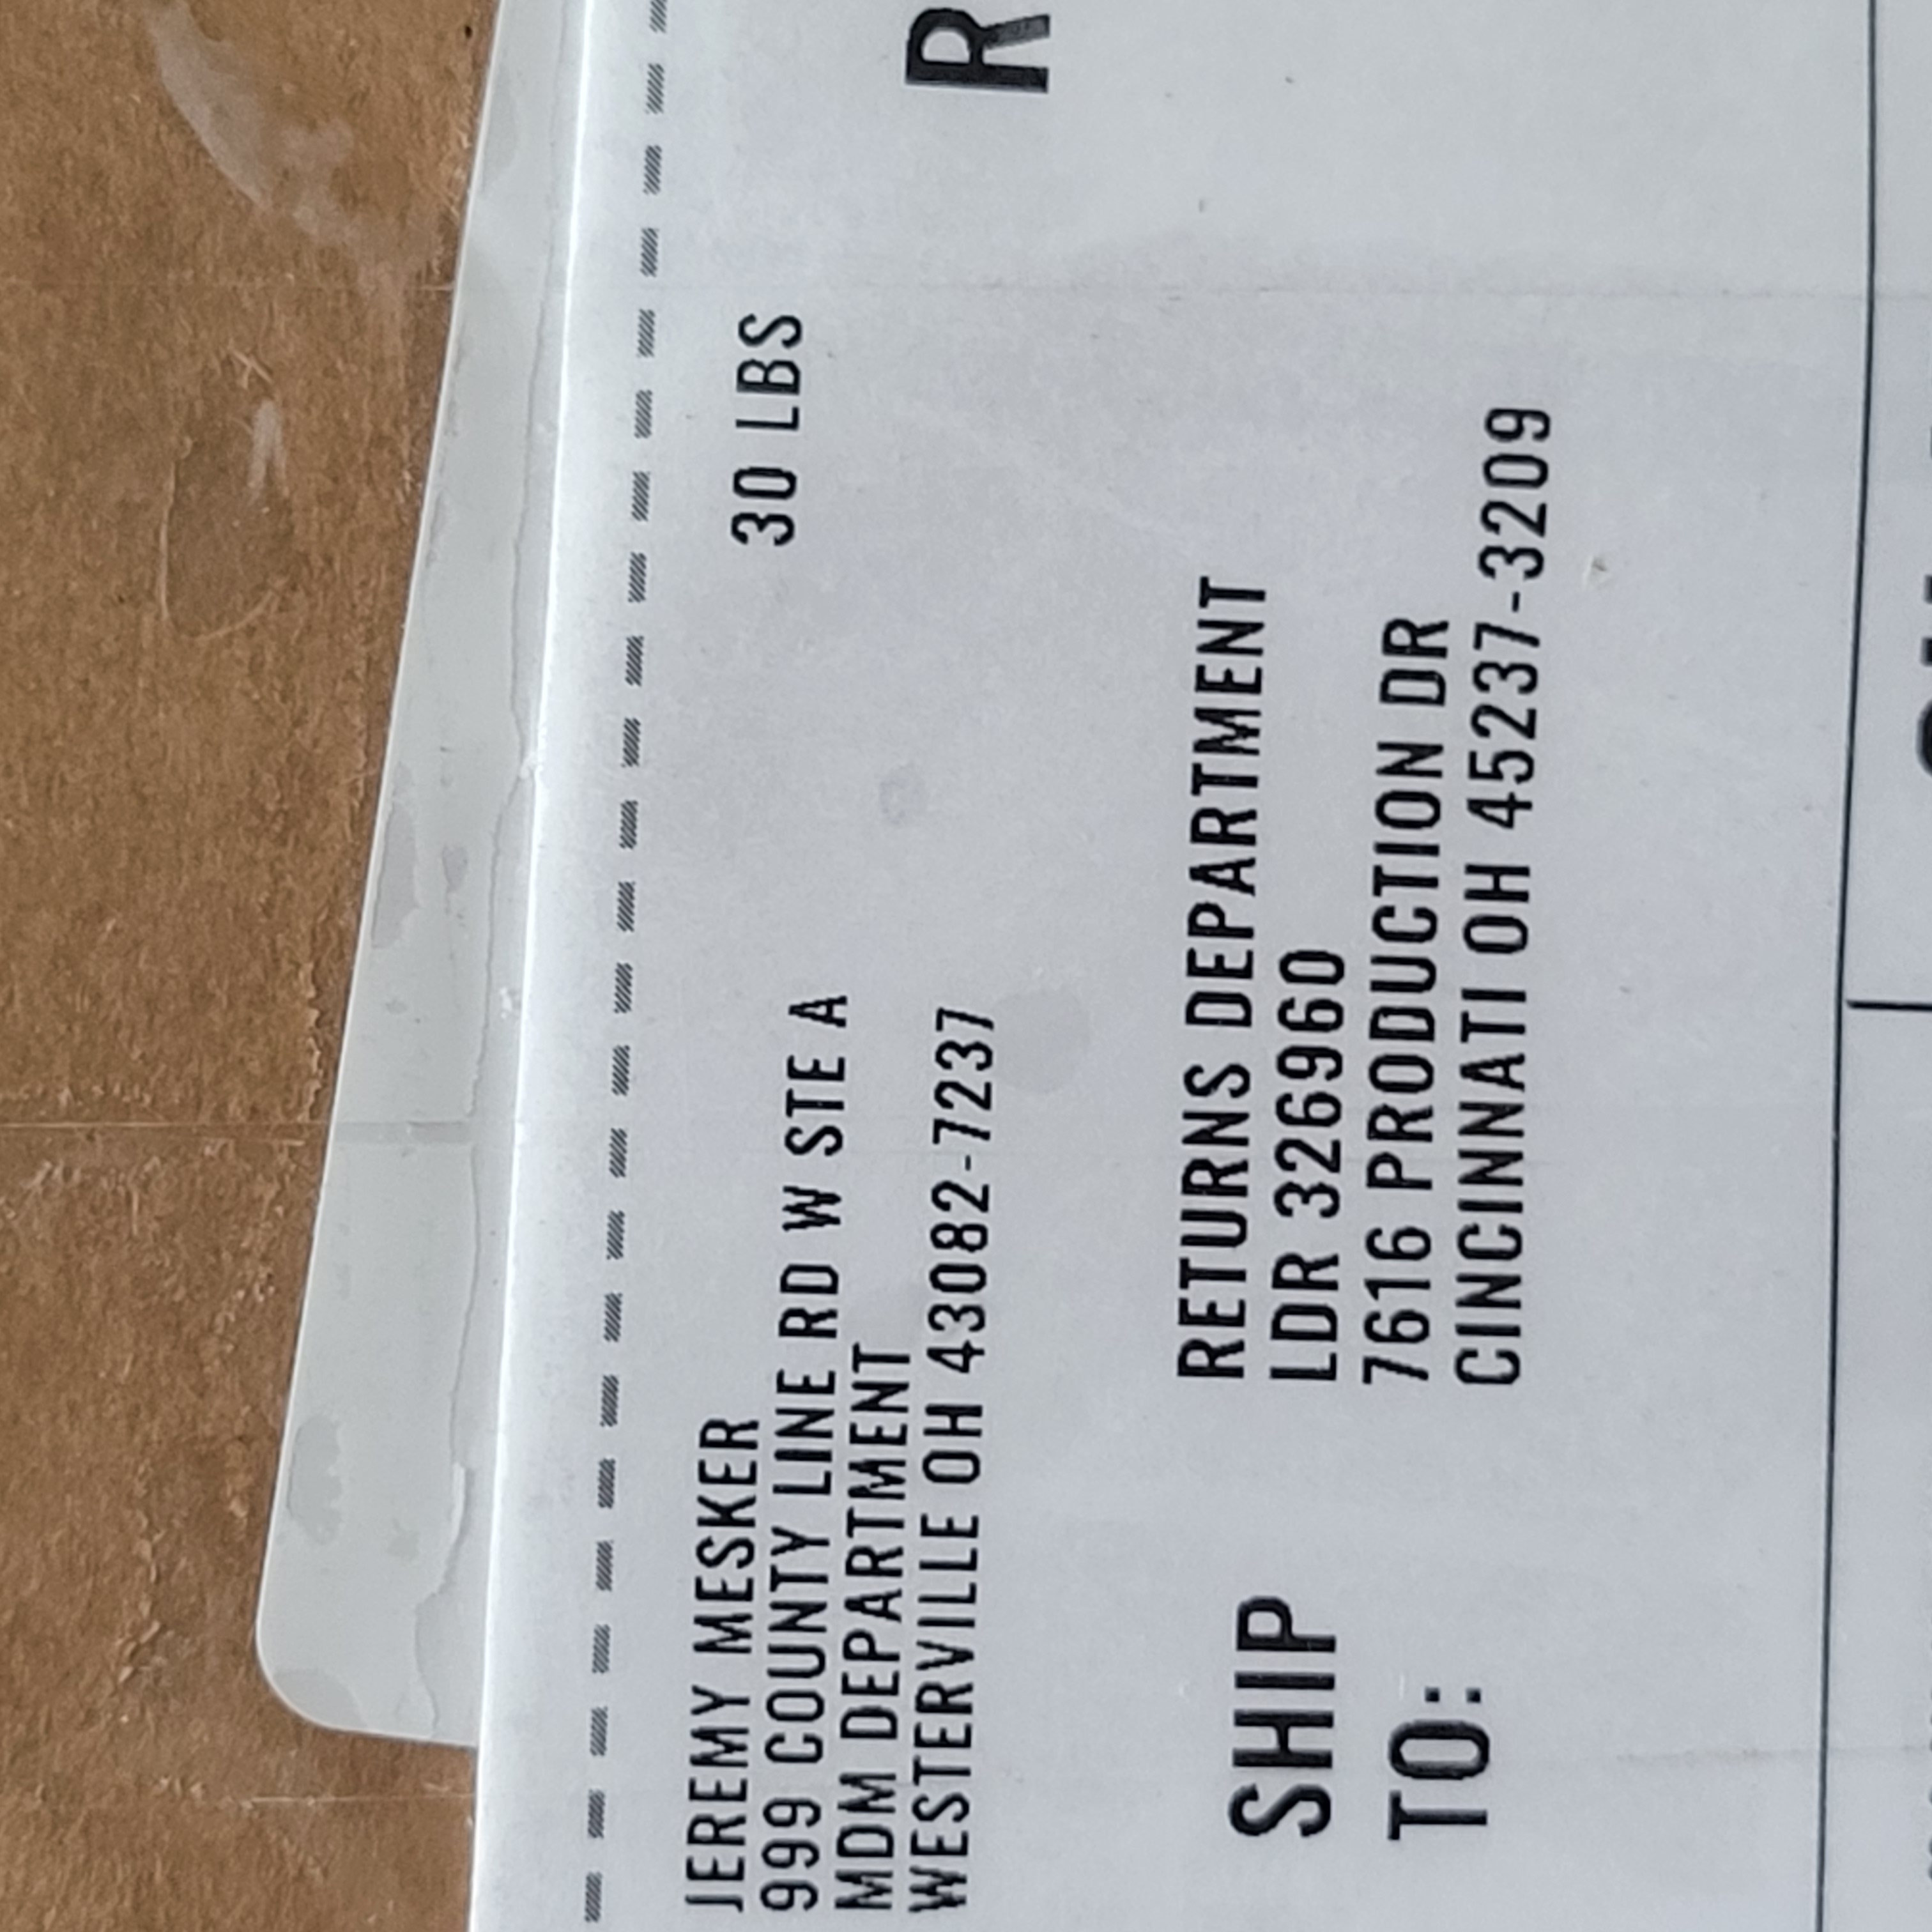 JEREMY MESKER
999 COUNTY LINE RD W STE A
MDM DEPARTMENT
WESTERVILLE OH 43082-7237
30 LBS
R
SHIP
TO:
RETURNS DEPARTMENT
LDR 326960
7616 PRODUCTION DR
CINCINNATI OH 45237-3209